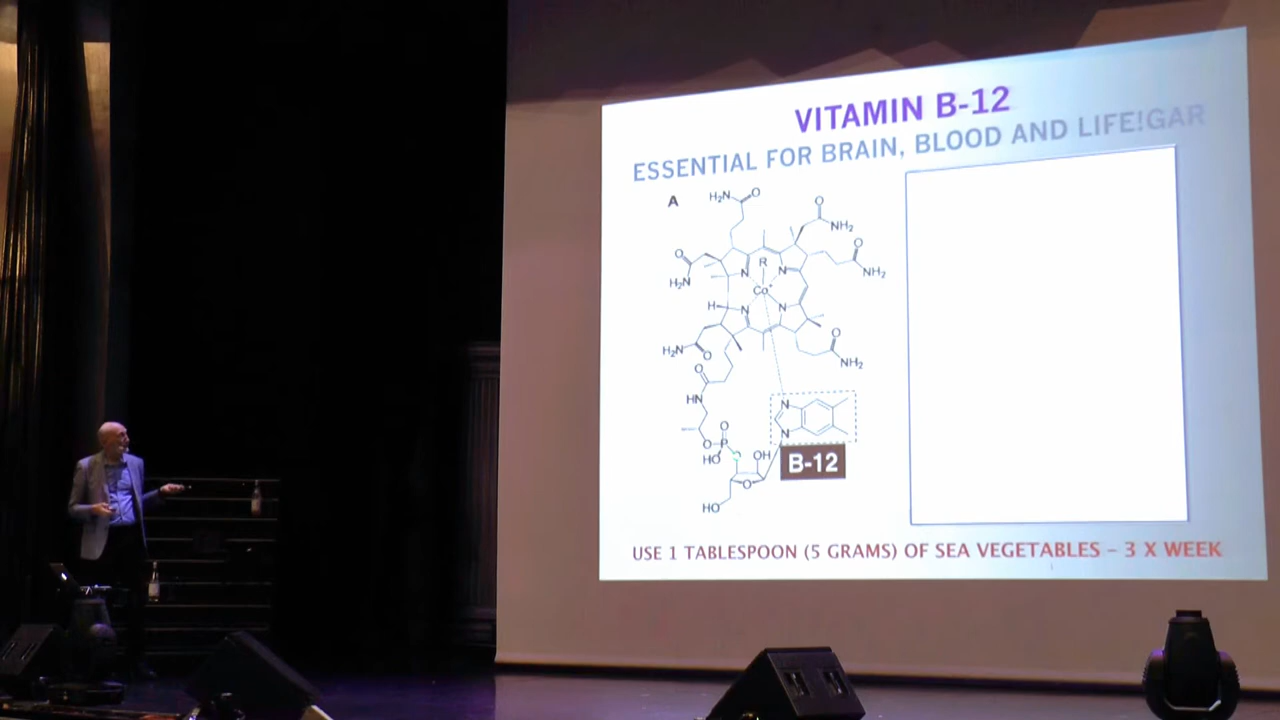 VITAMIN B-12
ESSENTIAL FOR BRAIN, BLOOD AND LIFE!GAR
A
H₂N
O
O
NH₂
O
NH₂
O
H₂N
R
N
N
Co⁺
H
N
N
H₂N
O
O
NH₂
O
HN
N
N
O
P
O
HO
OH
O
HO
B-12
USE 1 TABLESPOON (5 GRAMS) OF SEA VEGETABLES – 3 X WEEK